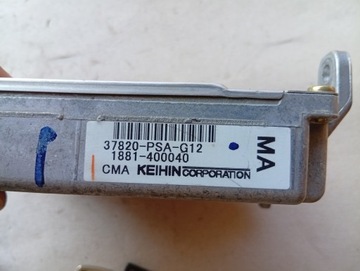 37820-PSA-G12
1881-400040
CMA KEIHIN CORPORATION
MA